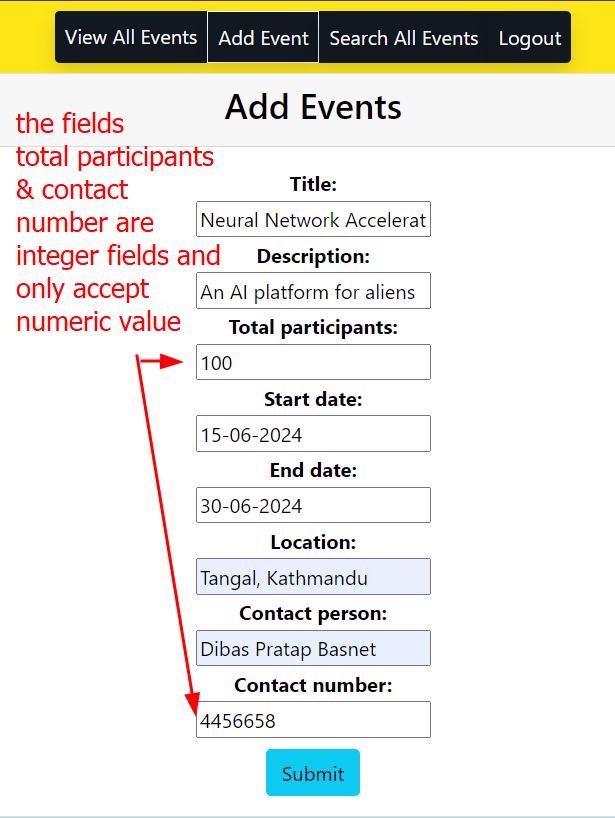 View All Events Add Event Search All Events Logout
Add Events
the fields
total participants
& contact
number are
integer fields and
only accept
numeric value
Title:
Neural Network Accelerat
Description:
An AI platform for aliens
Total participants:
100
Start date:
15-06-2024
End date:
30-06-2024
Location:
Tangal, Kathmandu
Contact person:
Dibas Pratap Basnet
Contact number:
4456658
Submit